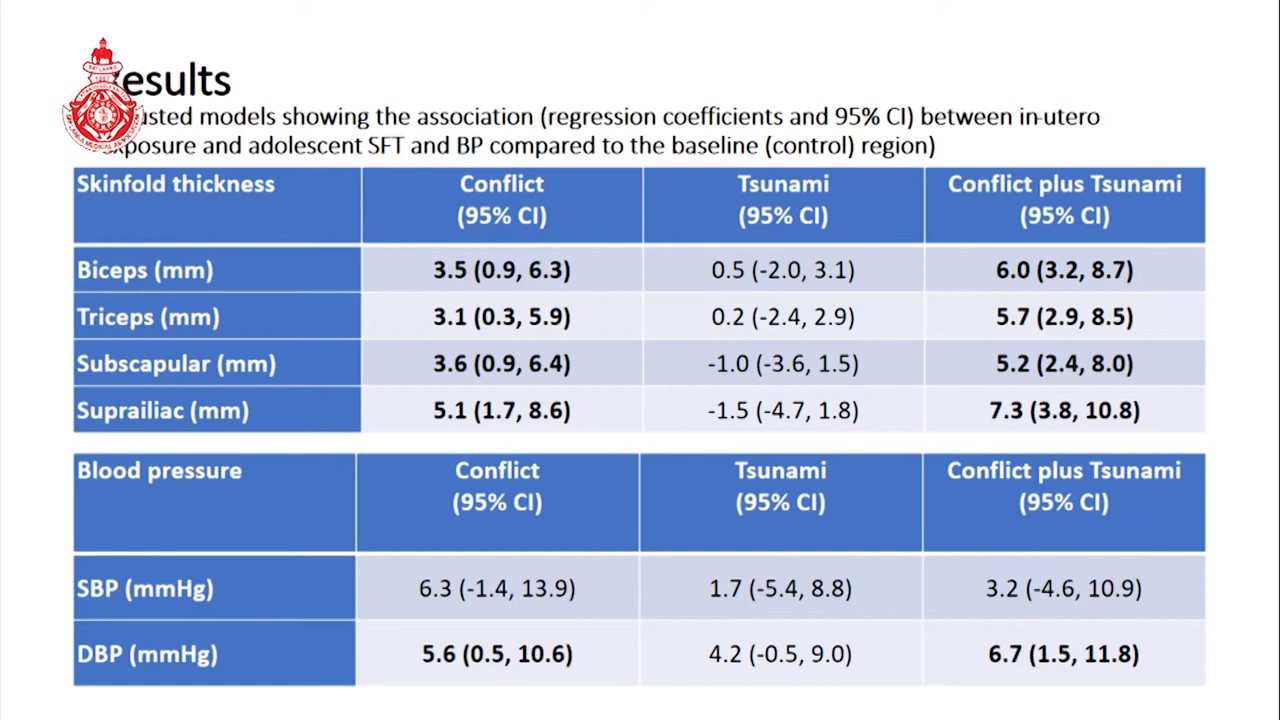 Results
usted models showing the association (regression coefficients and 95% CI) between in-utero
exposure and adolescent SFT and BP compared to the baseline (control) region)
Skinfold thickness Conflict (95% CI) Tsunami (95% CI) Conflict plus Tsunami (95% CI)
Biceps (mm) 3.5 (0.9, 6.3) 0.5 (-2.0, 3.1) 6.0 (3.2, 8.7)
Triceps (mm) 3.1 (0.3, 5.9) 0.2 (-2.4, 2.9) 5.7 (2.9, 8.5)
Subscapular (mm) 3.6 (0.9, 6.4) -1.0 (-3.6, 1.5) 5.2 (2.4, 8.0)
Suprailiac (mm) 5.1 (1.7, 8.6) -1.5 (-4.7, 1.8) 7.3 (3.8, 10.8)
Blood pressure Conflict (95% CI) Tsunami (95% CI) Conflict plus Tsunami (95% CI)
SBP (mmHg) 6.3 (-1.4, 13.9) 1.7 (-5.4, 8.8) 3.2 (-4.6, 10.9)
DBP (mmHg) 5.6 (0.5, 10.6) 4.2 (-0.5, 9.0) 6.7 (1.5, 11.8)